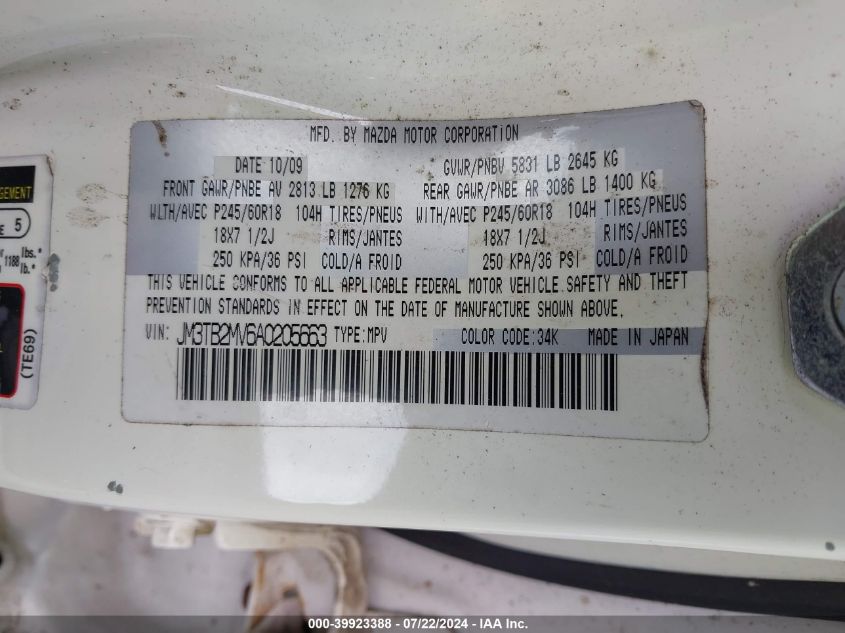 MFD. BY MAZDA MOTOR CORPORATION
DATE 10/09 GVWR/PNBV 5831 LB 2645 KG
FRONT GAWR/PNBE AV 2813 LB 1276 KG REAR GAWR/PNBE AR 3086 LB 1400 KG
WLTH/AVEC P245/60R18 104H TIRES/PNEUS WITH/AVEC P245/60R18 104H TIRES/PNEUS
18X7 1/2J RIMS/JANTES 18X7 1/2J RIMS/JANTES
250 KPA/36 PSI COLD/A FROID 250 KPA/36 PSI COLD/A FROID
THIS VEHICLE CONFORMS TO ALL APPLICABLE FEDERAL MOTOR VEHICLE SAFETY AND THEFT
PREVENTION STANDARDS IN EFFECT ON THE DATE OF MANUFACTURE SHOWN ABOVE.
VIN: JM3TB2MV6A0205663 TYPE:MPV COLOR CODE:34K MADE IN JAPAN
5
1188 lbs.*
lb.*
(TE69)
000-39923388 - 07/22/2024 - IAA Inc.